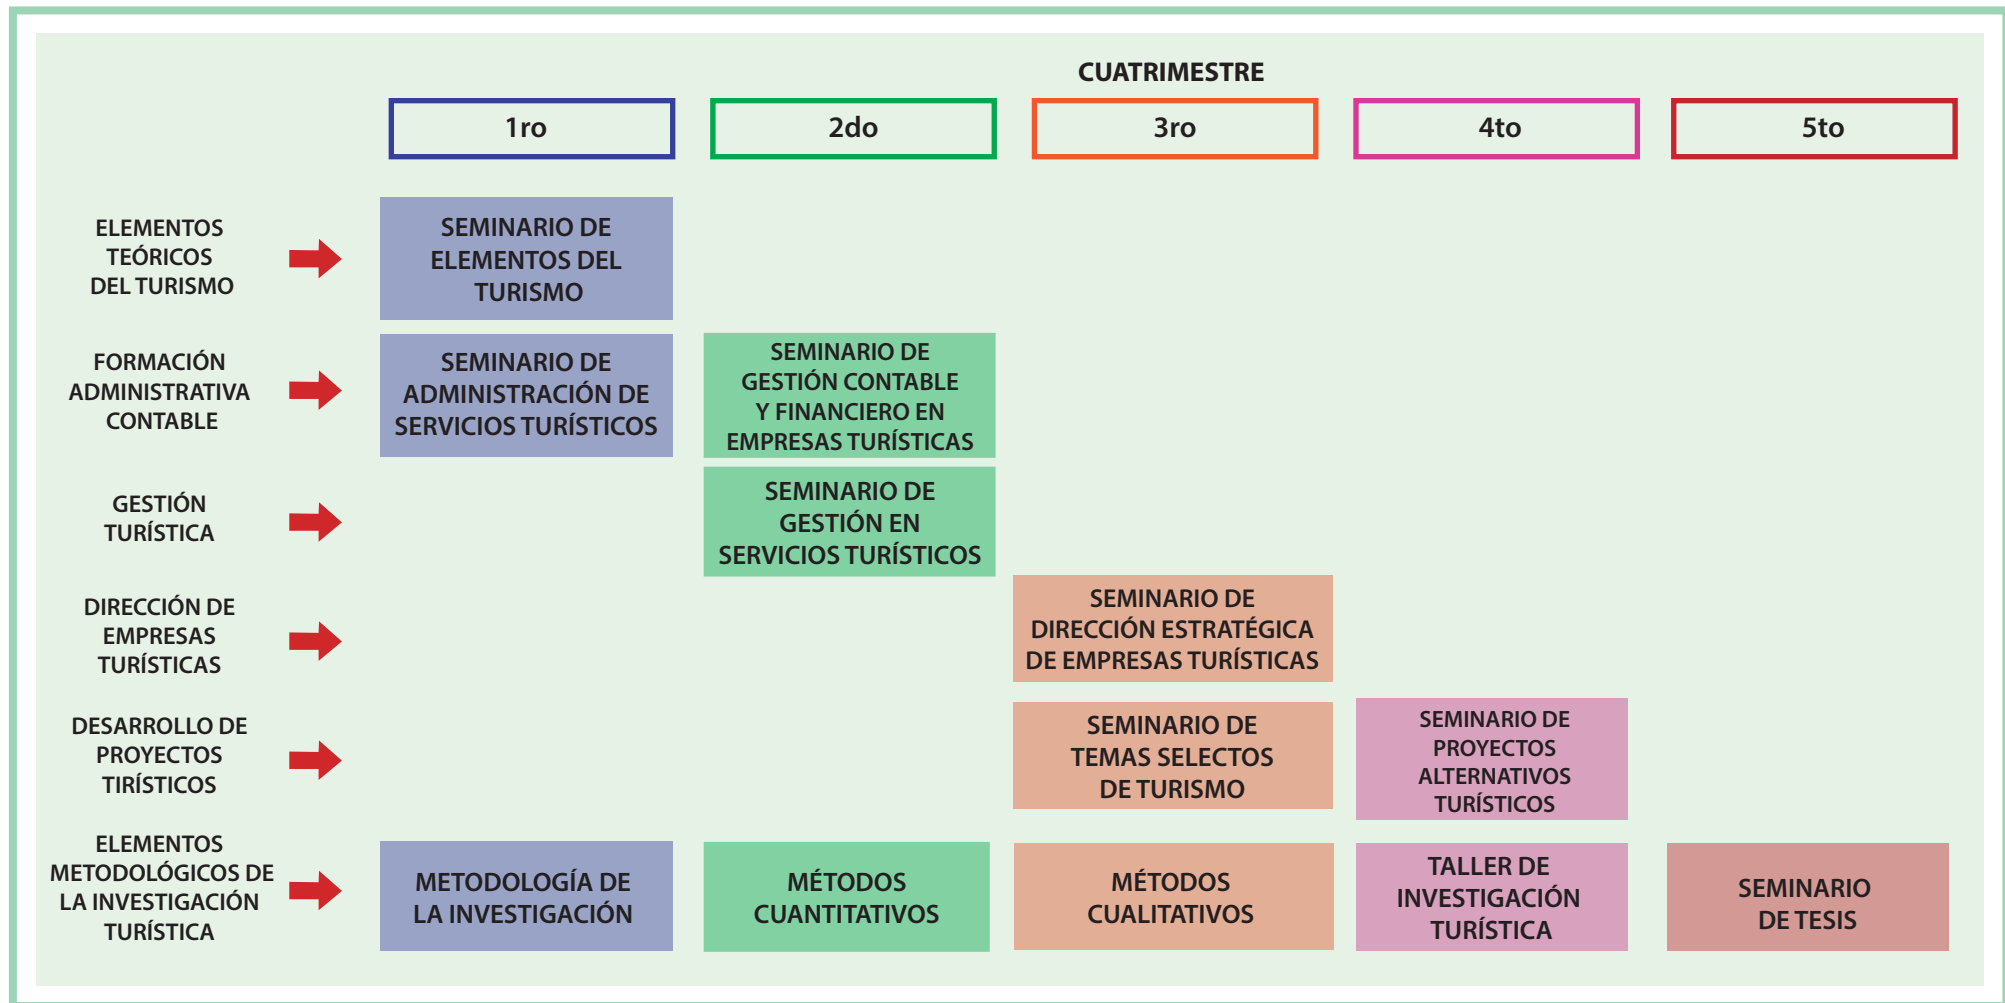 CUATRIMESTRE
1ro
2do
3ro
4to
5to
ELEMENTOS
TEÓRICOS
DEL TURISMO
SEMINARIO DE
ELEMENTOS DEL
TURISMO
FORMACIÓN
ADMINISTRATIVA
CONTABLE
SEMINARIO DE
ADMINISTRACIÓN DE
SERVICIOS TURÍSTICOS
SEMINARIO DE
GESTIÓN CONTABLE
Y FINANCIERO EN
EMPRESAS TURÍSTICAS
GESTIÓN
TURÍSTICA
SEMINARIO DE
GESTIÓN EN
SERVICIOS TURÍSTICOS
DIRECCIÓN DE
EMPRESAS
TURÍSTICAS
SEMINARIO DE
DIRECCIÓN ESTRATÉGICA
DE EMPRESAS TURÍSTICAS
DESARROLLO DE
PROYECTOS
TIRÍSTICOS
SEMINARIO DE
TEMAS SELECTOS
DE TURISMO
SEMINARIO DE
PROYECTOS
ALTERNATIVOS
TURÍSTICOS
ELEMENTOS
METODOLÓGICOS DE
LA INVESTIGACIÓN
TURÍSTICA
METODOLOGÍA DE
LA INVESTIGACIÓN
MÉTODOS
CUANTITATIVOS
MÉTODOS
CUALITATIVOS
TALLER DE
INVESTIGACIÓN
TURÍSTICA
SEMINARIO
DE TESIS